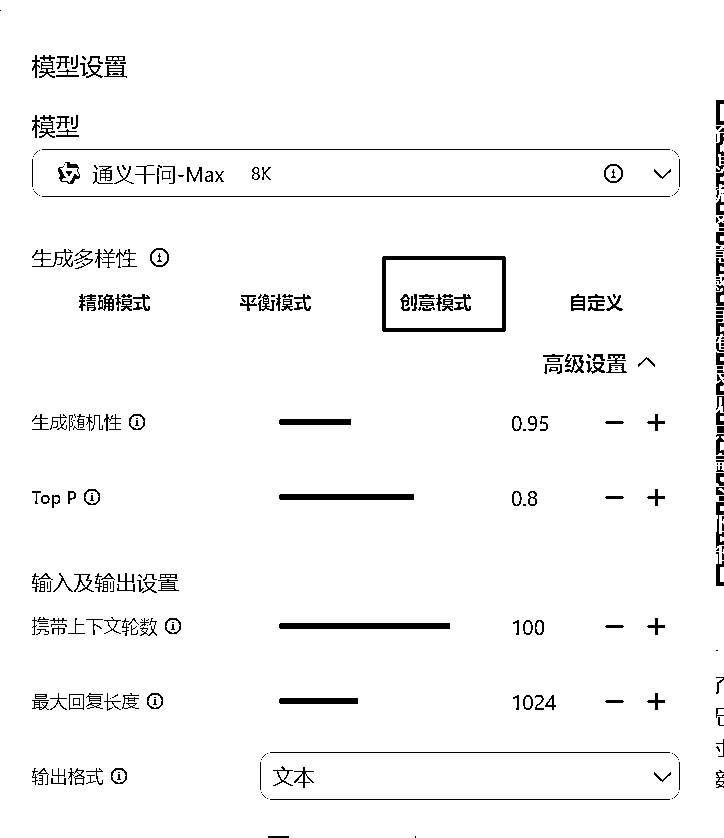 模型设置
模型
通义千问-Max 8K
生成多样性
精确模式 平衡模式 创意模式 自定义
高级设置
生成随机性 0.95
Top P 0.8
输入及输出设置
携带上下文轮数 100
最大回复长度 1024
输出格式 文本